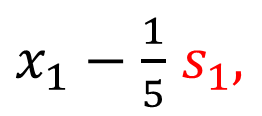 x₁ − 1/5 s₁,